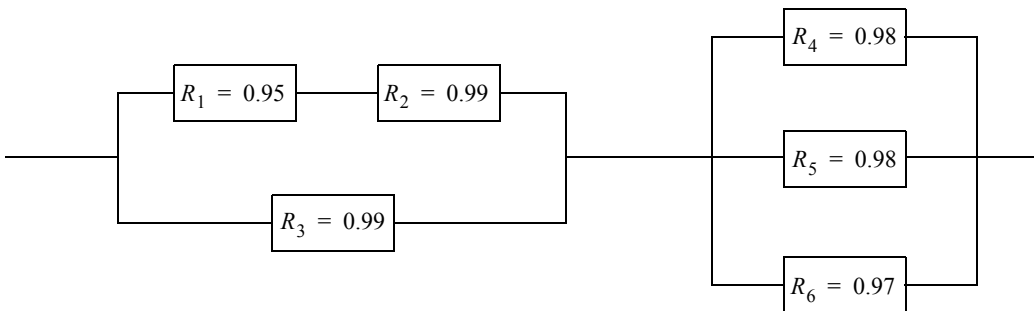 R4 = 0.98
R1 = 0.95
R2 = 0.99
R5 = 0.98
R3 = 0.99
R6 = 0.97